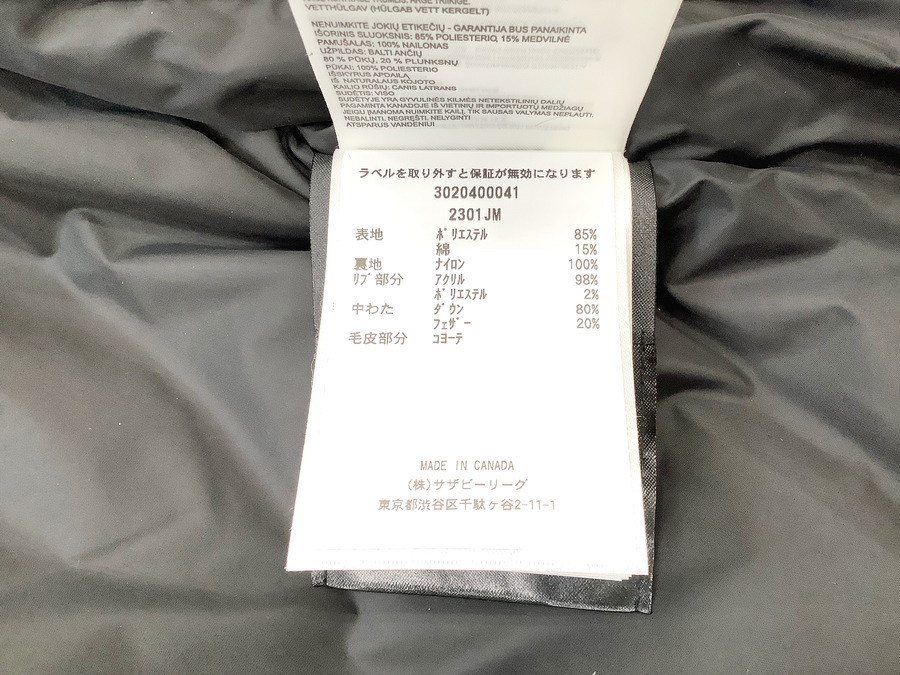 VETTHÜLGAV (HÜLGAB VETT KERGELT)
NENUIMKITE JOKIŲ ETIKEČIŲ - GARANTIJA BUS PANAIKINTA
IŠORINIS SLUOKSNIS: 85% POLIESTERIO, 15% MEDVILNĖ
PAMUŠALAS: 100% NAILONAS
UŽPILDAS: BALTI ANČIŲ
80 % PŪKŲ, 20 % PLUNKSNŲ
PŪKAI: 100% POLIESTERIO
IŠSKYRUS APDAILĄ
IŠ NATURALAUS KOJOTO
KAILIO RŪŠIŲ: CANIS LATRANS
SUDĖTIS: VISO
SUDĖTYJE YRA GYVULINĖS KILMĖS NETEKSTILINIŲ DALIŲ
PAGAMINTA KANADOJE IŠ VIETINIŲ IR IMPORTUOTŲ MEDŽIAGŲ
JEIGU ĮMANOMA NUIMKITE KAILĮ, TIK SAUSAS VALYMAS NEPLAUTI.
NEBALINTI. NEGRĘŠTI. NELYGINTI
ATSPARUS VANDENIUI
ラベルを取り外すと保証が無効になります
3020400041
2301JM
表地 ﾎﾟﾘｴｽﾃﾙ 85%
綿 15%
裏地 ﾅｲﾛﾝ 100%
ﾘﾌﾞ部分 ｱｸﾘﾙ 98%
ﾎﾟﾘｴｽﾃﾙ 2%
中わた ﾀﾞｳﾝ 80%
ﾌｪｻﾞｰ 20%
毛皮部分 ｺﾖｰﾃ
MADE IN CANADA
(株)サザビーリーグ
東京都渋谷区千駄ヶ谷2-11-1